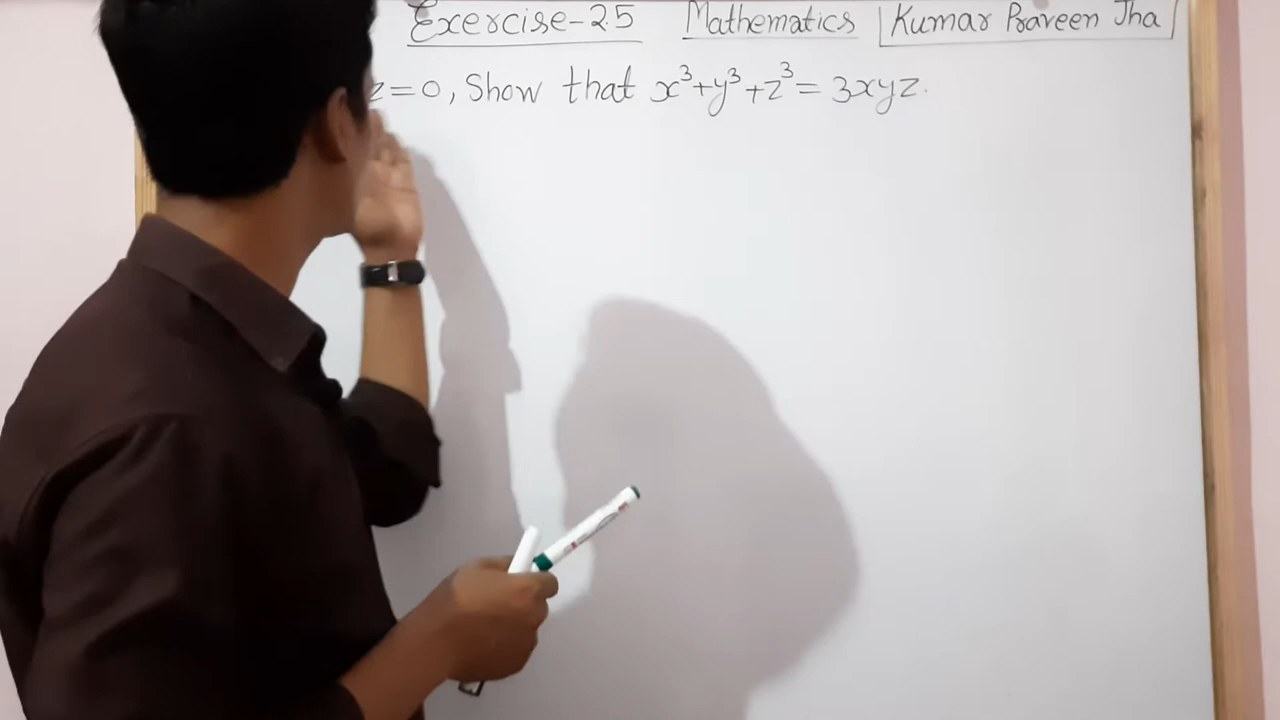 Exercise-2.5 Mathematics Kumar Praveen Jha
z=0, Show that x³+y³+z³= 3xyz.